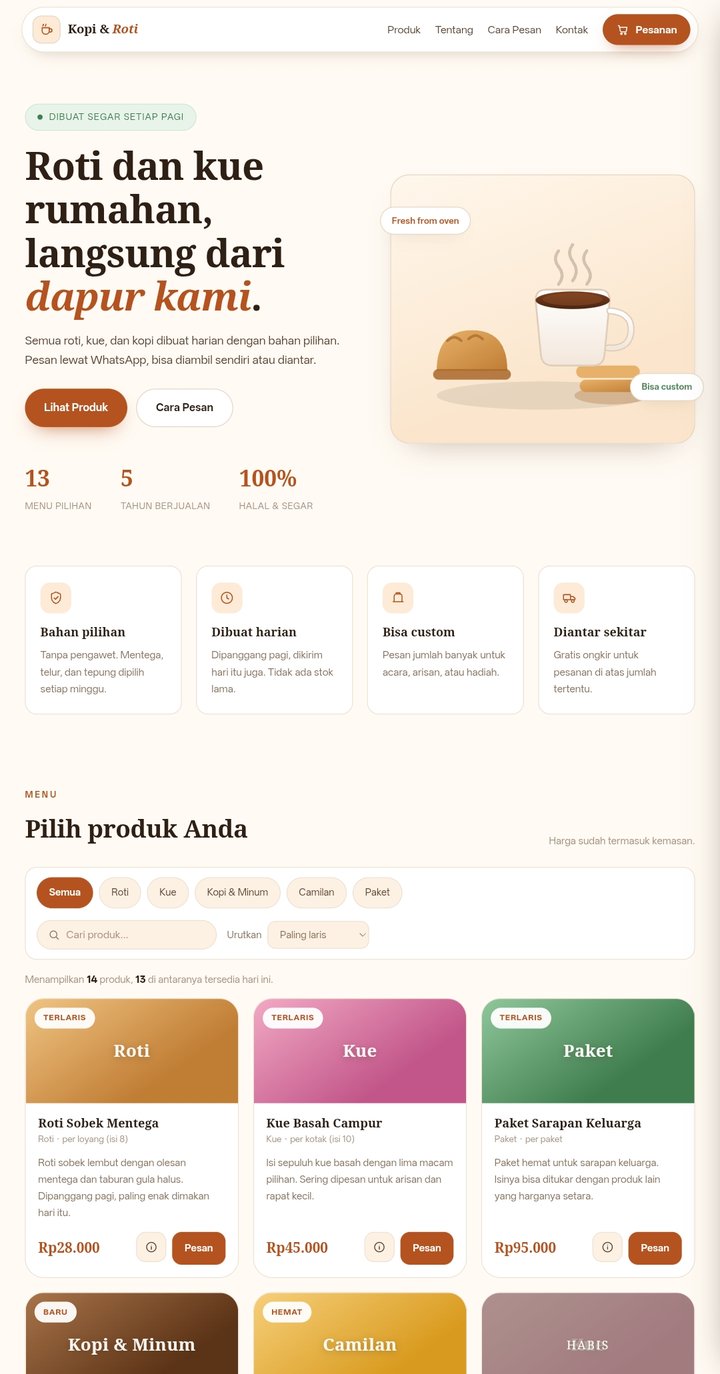 Kopi & Roti
Produk
Tentang
Cara Pesan
Kontak
Pesanan
DIBUAT SEGAR SETIAP PAGI
Roti dan kue
rumahan,
langsung dari
dapur kami.
Semua roti, kue, dan kopi dibuat harian dengan bahan pilihan.
Pesan lewat WhatsApp, bisa diambil sendiri atau diantar.
Lihat Produk
Cara Pesan
13
MENU PILIHAN
5
TAHUN BERJUALAN
100%
HALAL & SEGAR
Fresh from oven
Bisa custom
Bahan pilihan
Tanpa pengawet. Mentega,
telur, dan tepung dipilih
setiap minggu.
Dibuat harian
Dipanggang pagi, dikirim
hari itu juga. Tidak ada stok
lama.
Bisa custom
Pesan jumlah banyak untuk
acara, arisan, atau hadiah.
Diantar sekitar
Gratis ongkir untuk
pesanan di atas jumlah
tertentu.
MENU
Pilih produk Anda
Harga sudah termasuk kemasan.
Semua
Roti
Kue
Kopi & Minum
Camilan
Paket
Cari produk...
Urutkan
Paling laris
Menampilkan 14 produk, 13 di antaranya tersedia hari ini.
TERLARIS
Roti
Roti Sobek Mentega
Roti · per loyang (isi 8)
Roti sobek lembut dengan olesan
mentega dan taburan gula halus.
Dipanggang pagi, paling enak dimakan
hari itu.
Rp28.000
Pesan
TERLARIS
Kue
Kue Basah Campur
Kue · per kotak (isi 10)
Isi sepuluh kue basah dengan lima macam
pilihan. Sering dipesan untuk arisan dan
rapat kecil.
Rp45.000
Pesan
TERLARIS
Paket
Paket Sarapan Keluarga
Paket · per paket
Paket hemat untuk sarapan keluarga.
Isinya bisa ditukar dengan produk lain
yang harganya setara.
Rp95.000
Pesan
BARU
Kopi & Minum
HEMAT
Camilan
HABIS